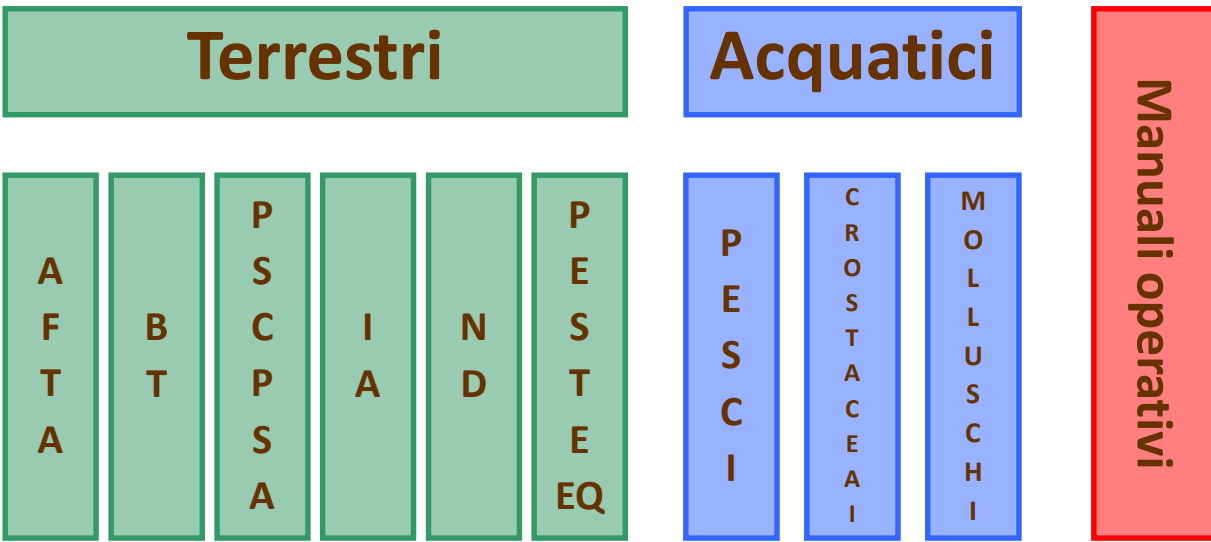 Terrestri
Acquatici
Manuali operativi
AFTA
BT
PSCPSA
IA
ND
PESTE EQ
PESCI
CROSTACEAI
MOLLUSCHI